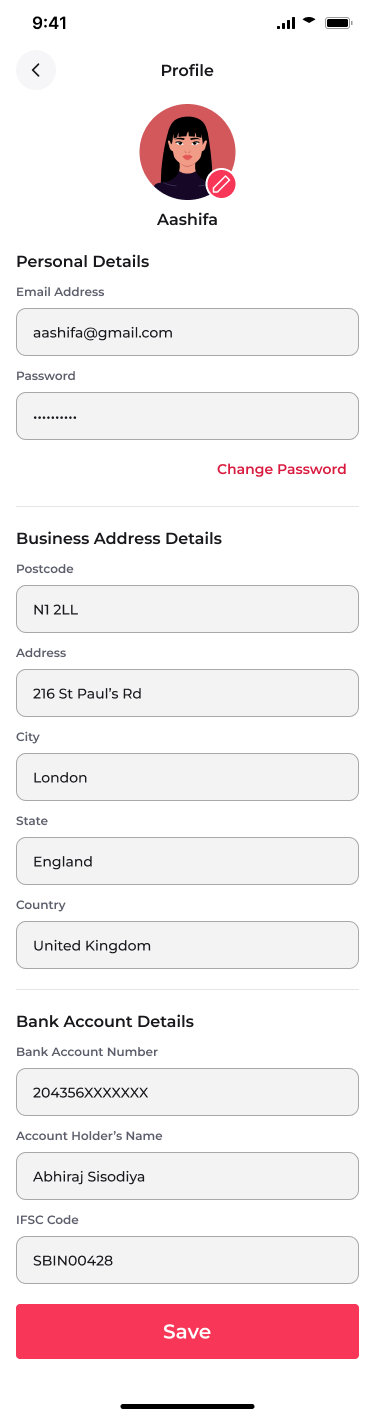 9:41
Profile
Aashifa
Personal Details
Email Address
aashifa@gmail.com
Password
••••••••••
Change Password
Business Address Details
Postcode
N1 2LL
Address
216 St Paul's Rd
City
London
State
England
Country
United Kingdom
Bank Account Details
Bank Account Number
204356XXXXXXX
Account Holder's Name
Abhiraj Sisodiya
IFSC Code
SBIN00428
Save